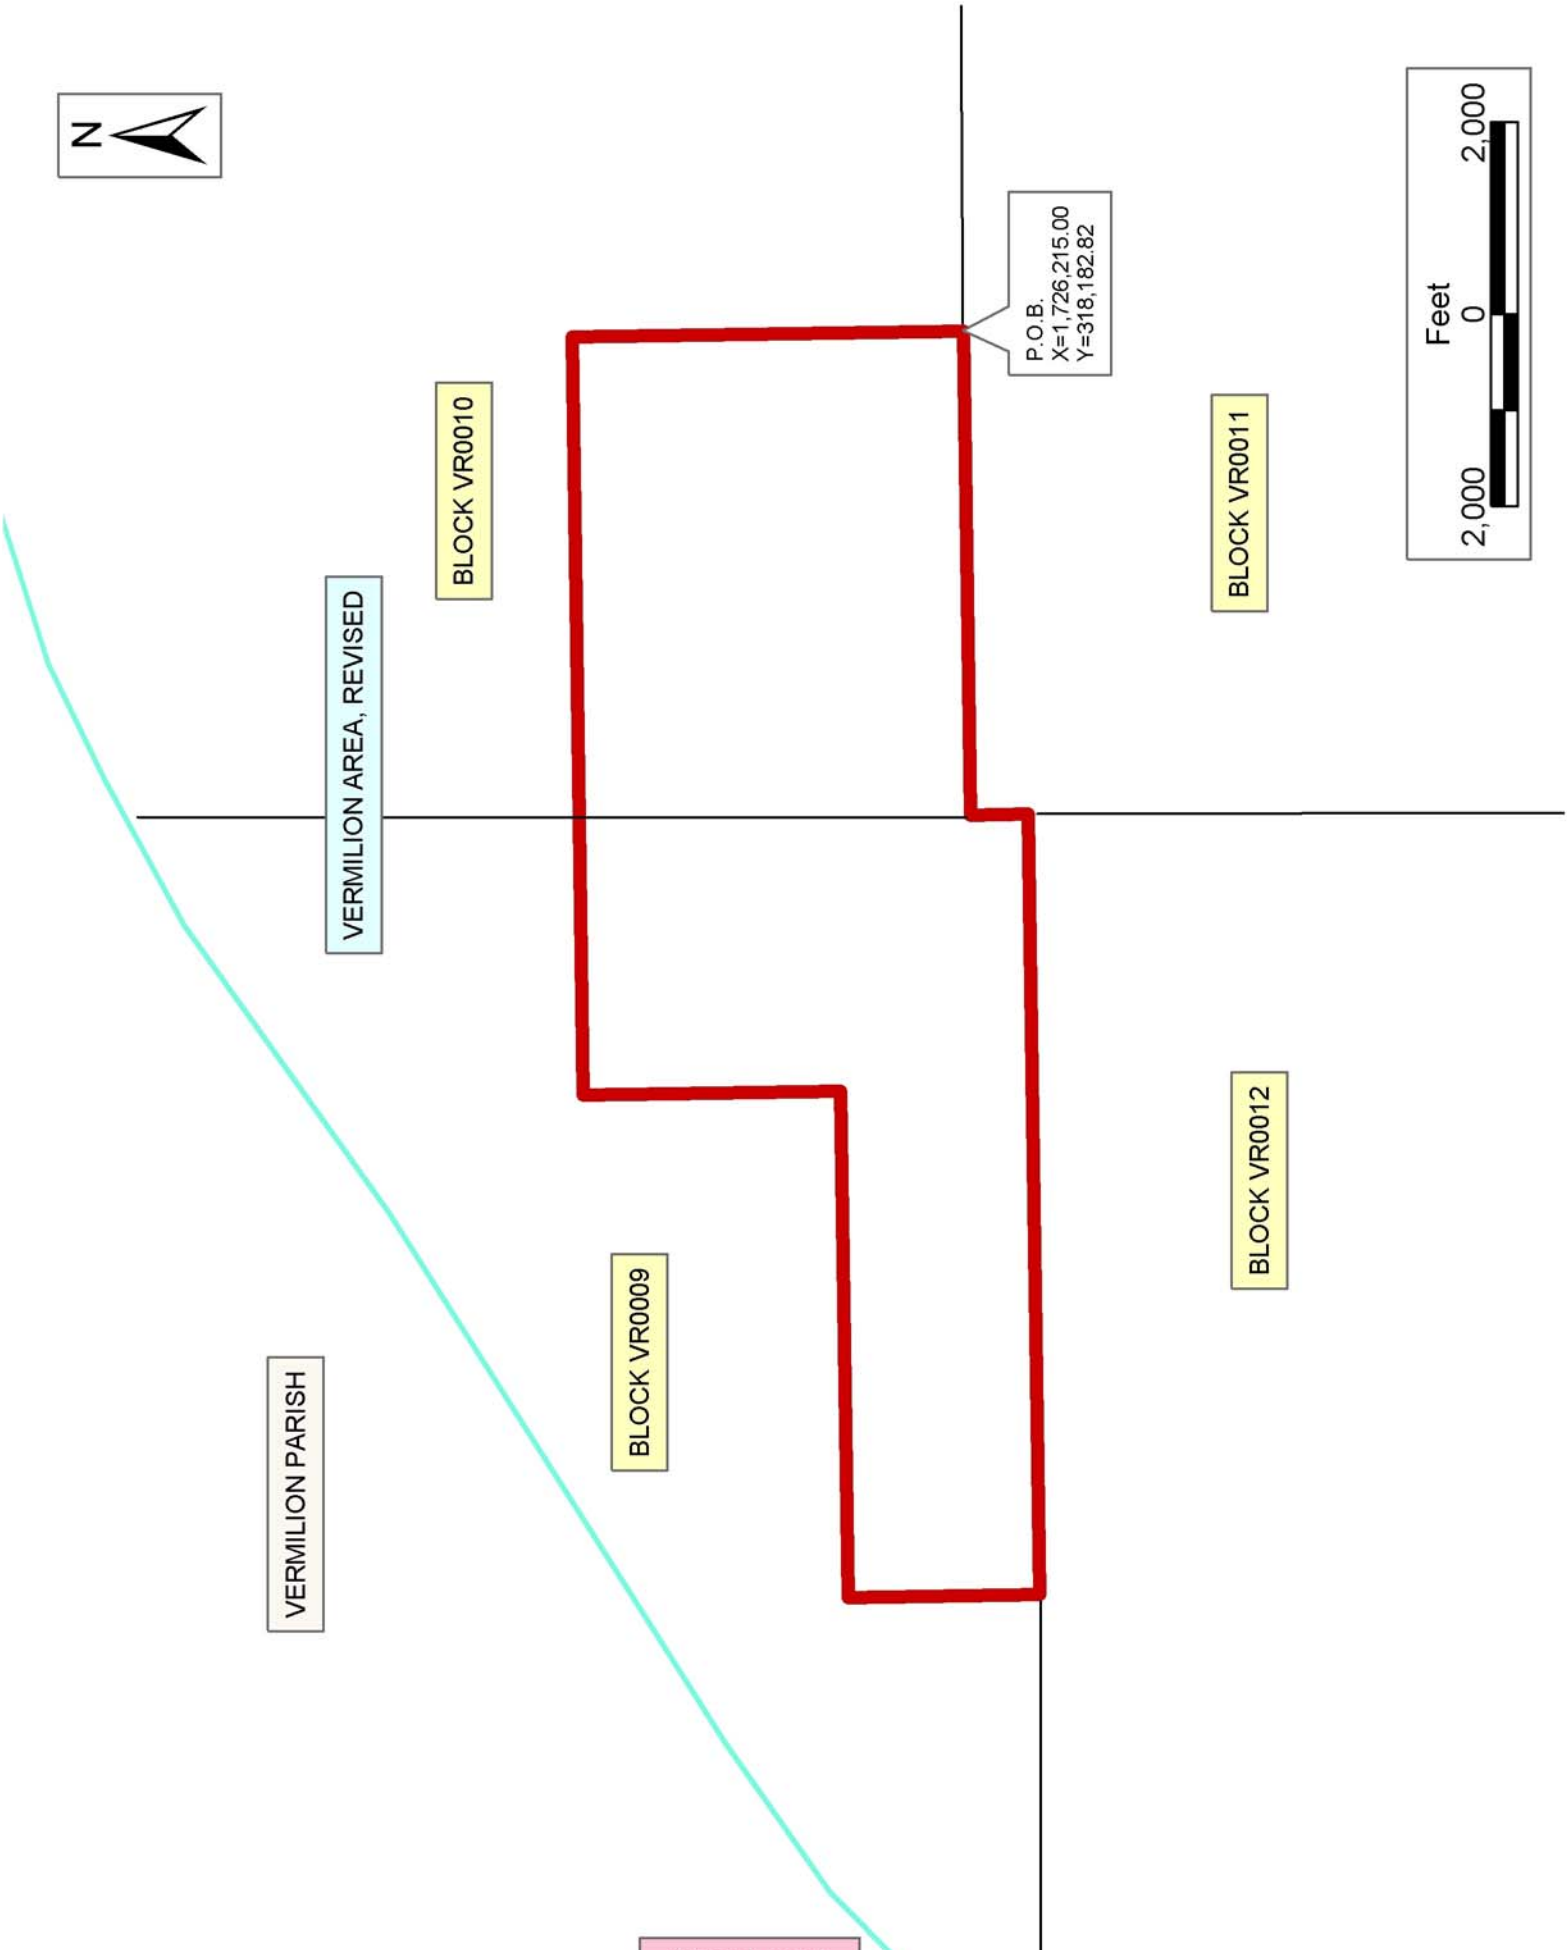 N
VERMILION PARISH
VERMILION AREA, REVISED
BLOCK VR0010
BLOCK VR0009
P.O.B.
X=1,726,215.00
Y=318,182.82
BLOCK VR0011
BLOCK VR0012
Feet
2,000 0 2,000